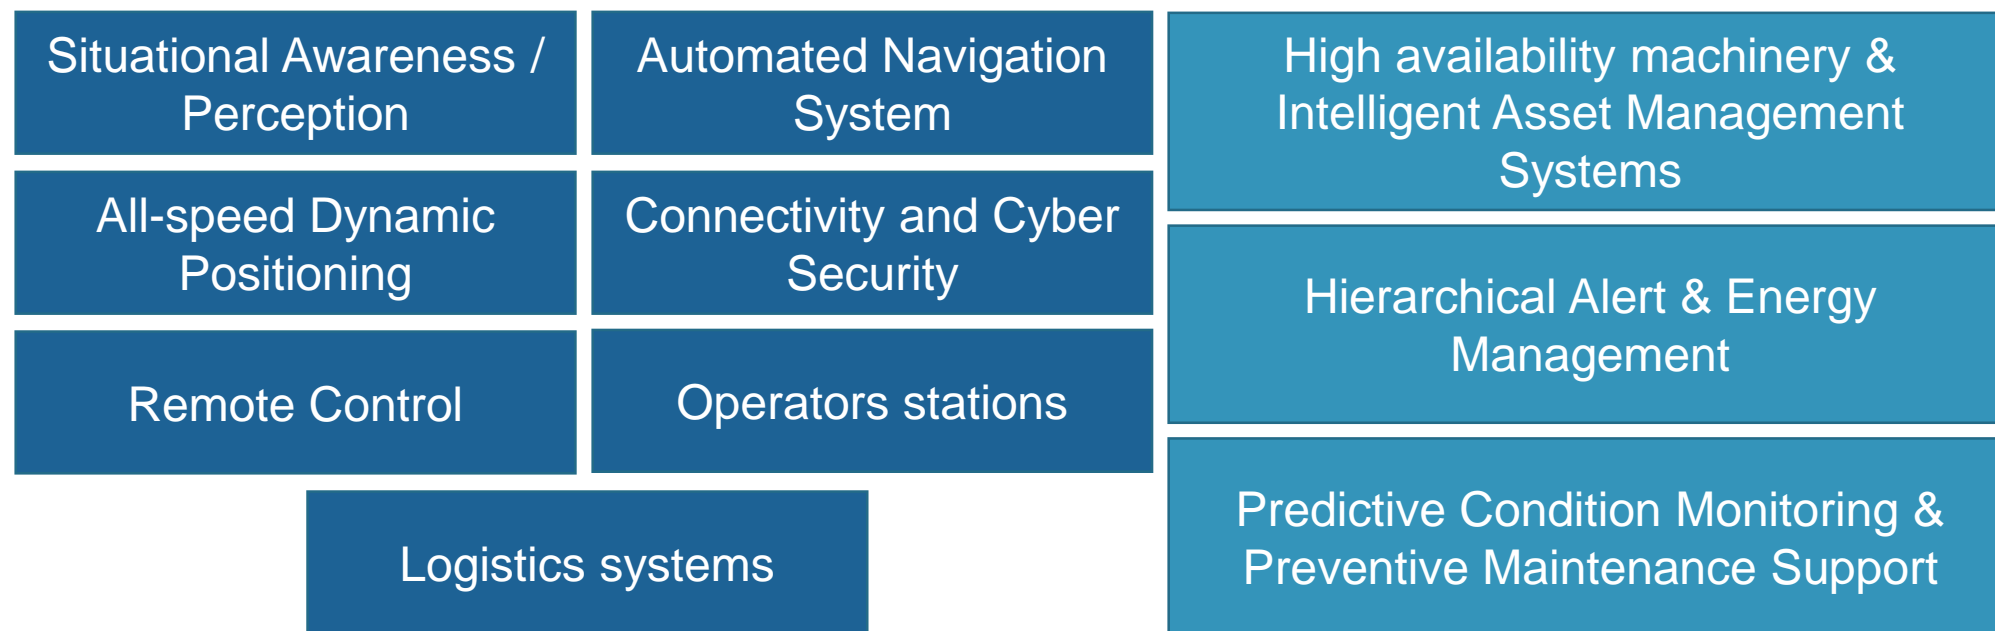 Situational Awareness /
Perception
Automated Navigation
System
High availability machinery &
Intelligent Asset Management
Systems
All-speed Dynamic
Positioning
Connectivity and Cyber
Security
Hierarchical Alert & Energy
Management
Remote Control
Operators stations
Logistics systems
Predictive Condition Monitoring &
Preventive Maintenance Support